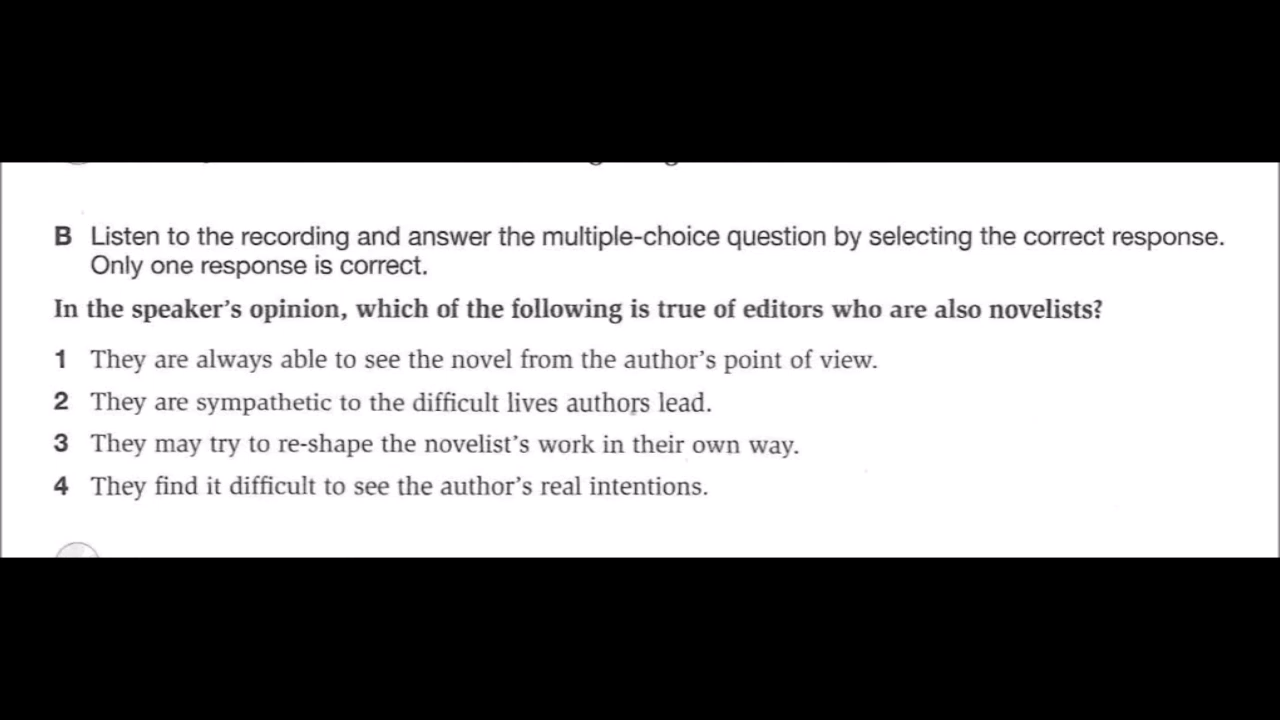 B Listen to the recording and answer the multiple-choice question by selecting the correct response.
Only one response is correct.
In the speaker's opinion, which of the following is true of editors who are also novelists?
1 They are always able to see the novel from the author's point of view.
2 They are sympathetic to the difficult lives authors lead.
3 They may try to re-shape the novelist's work in their own way.
4 They find it difficult to see the author's real intentions.